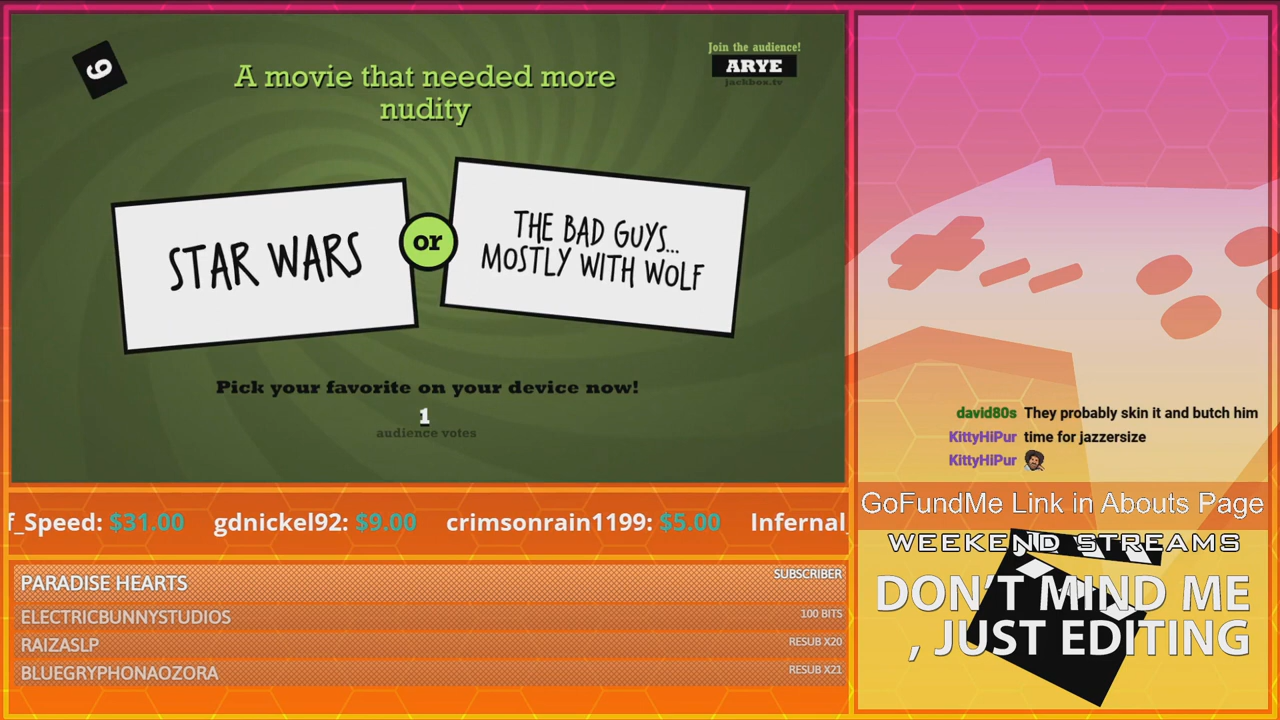 9
A movie that needed more
nudity
Join the audience!
ARYE
jackbox.tv
STAR WARS
or
THE BAD GUYS...
MOSTLY WITH WOLF
Pick your favorite on your device now!
1
audience votes
f_Speed: $31.00 gdnickel92: $9.00 crimsonrain1199: $5.00 Infernal_
PARADISE HEARTS SUBSCRIBER
ELECTRICBUNNYSTUDIOS 100 BITS
RAIZASLP RESUB X20
BLUEGRYPHONAOZORA RESUB X21
david80s They probably skin it and butch him
KittyHiPur time for jazzersize
KittyHiPur
GoFundMe Link in Abouts Page
WEEKEND STREAMS
DON'T MIND ME
, JUST EDITING